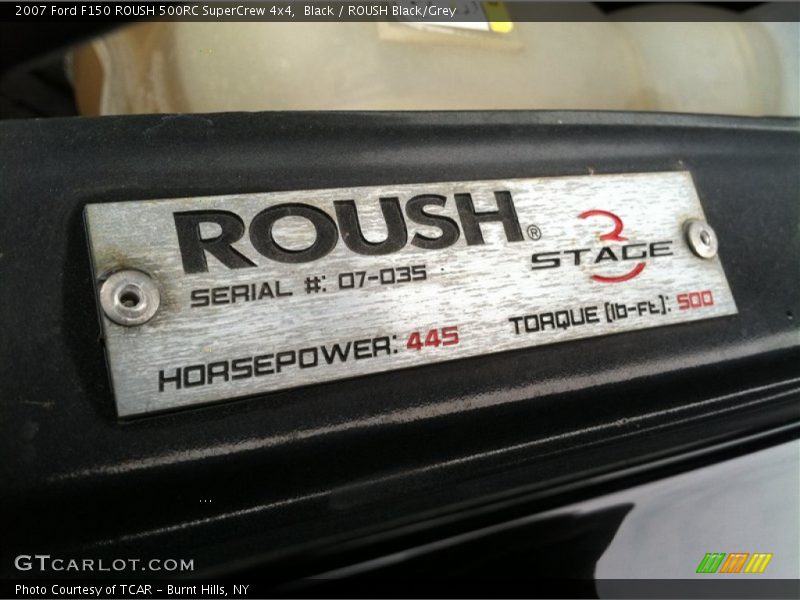 2007 Ford F150 ROUSH 500RC SuperCrew 4x4,  Black / ROUSH Black/Grey
ROUSH®
3
STAGE
SERIAL #: 07-035
HORSEPOWER: 445
TORQUE [lb-Ft]: 500
GTCARLOT.COM
Photo Courtesy of TCAR - Burnt Hills, NY